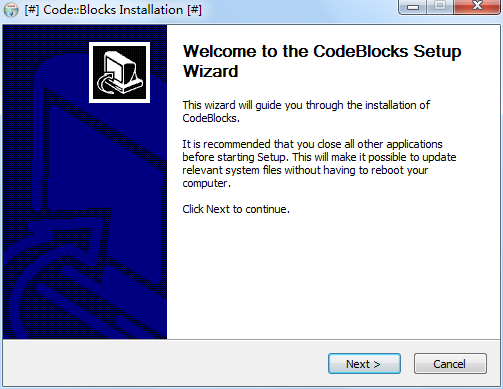 [#] Code::Blocks Installation [#]
Welcome to the CodeBlocks Setup
Wizard
This wizard will guide you through the installation of
CodeBlocks.
It is recommended that you close all other applications
before starting Setup. This will make it possible to update
relevant system files without having to reboot your
computer.
Click Next to continue.
Next >
Cancel